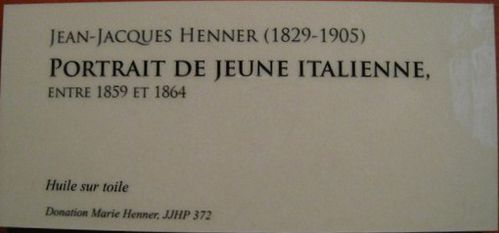 Jean-Jacques Henner (1829-1905)
Portrait de jeune italienne,
entre 1859 et 1864
Huile sur toile
Donation Marie Henner, JJHP 372